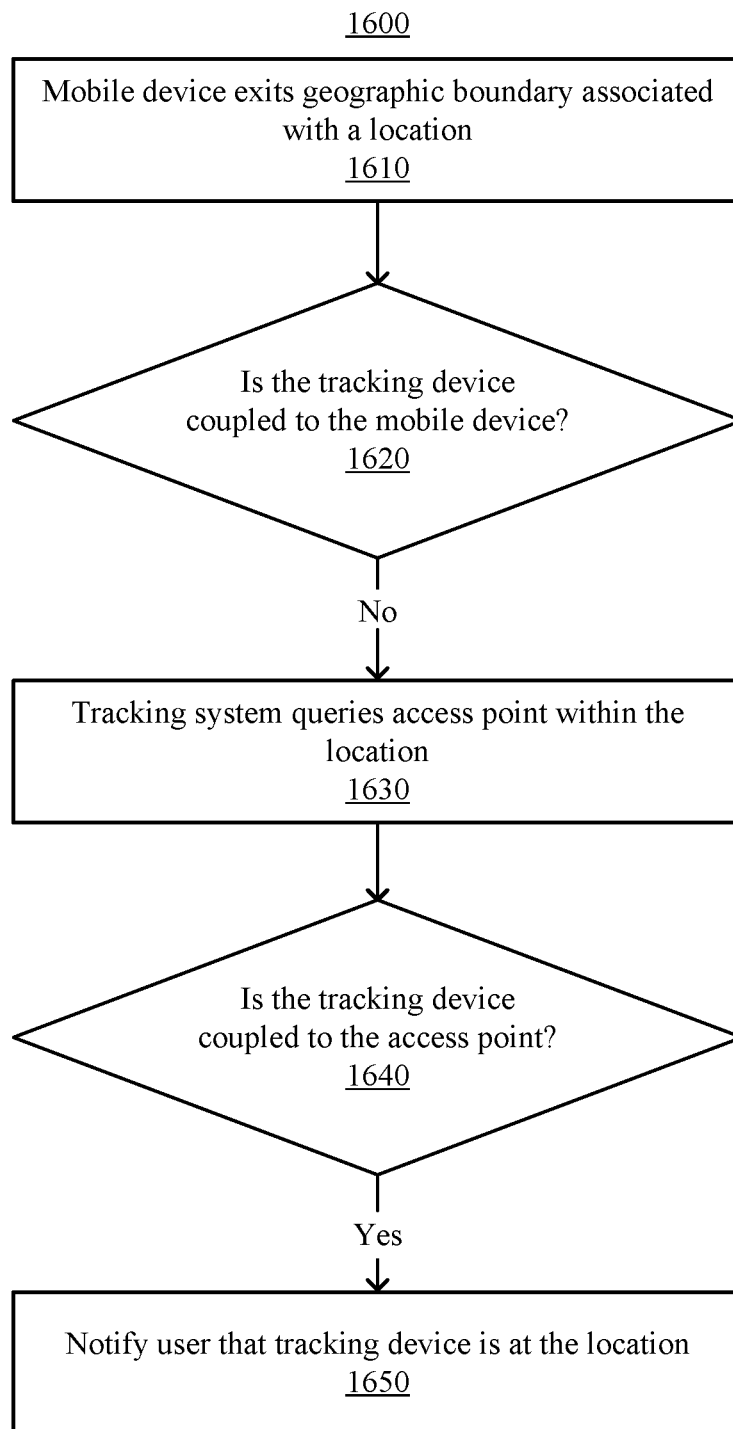 1600
Mobile device exits geographic boundary associated
with a location
1610
Is the tracking device
coupled to the mobile device?
1620
No
Tracking system queries access point within the
location
1630
Is the tracking device
coupled to the access point?
1640
Yes
Notify user that tracking device is at the location
1650